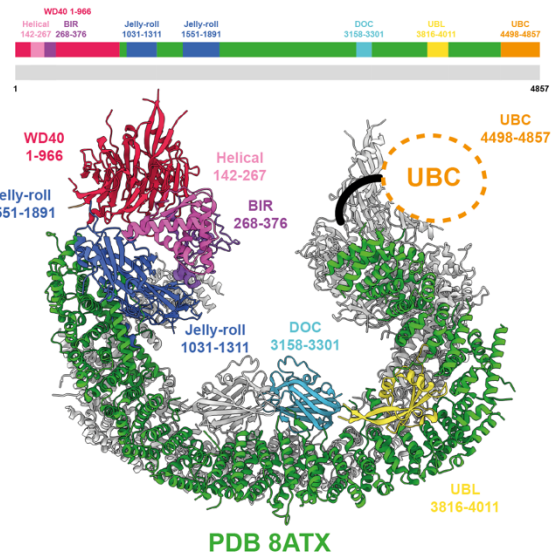 WD40 1-966
Helical
142-267
BIR
268-376
Jelly-roll
1031-1311
Jelly-roll
1551-1891
DOC
3158-3301
UBL
3816-4011
UBC
4498-4857
1
4857
WD40
1-966
Helical
142-267
BIR
268-376
elly-roll
551-1891
Jelly-roll
1031-1311
DOC
3158-3301
UBC
4498-4857
UBC
UBL
3816-4011
PDB 8ATX